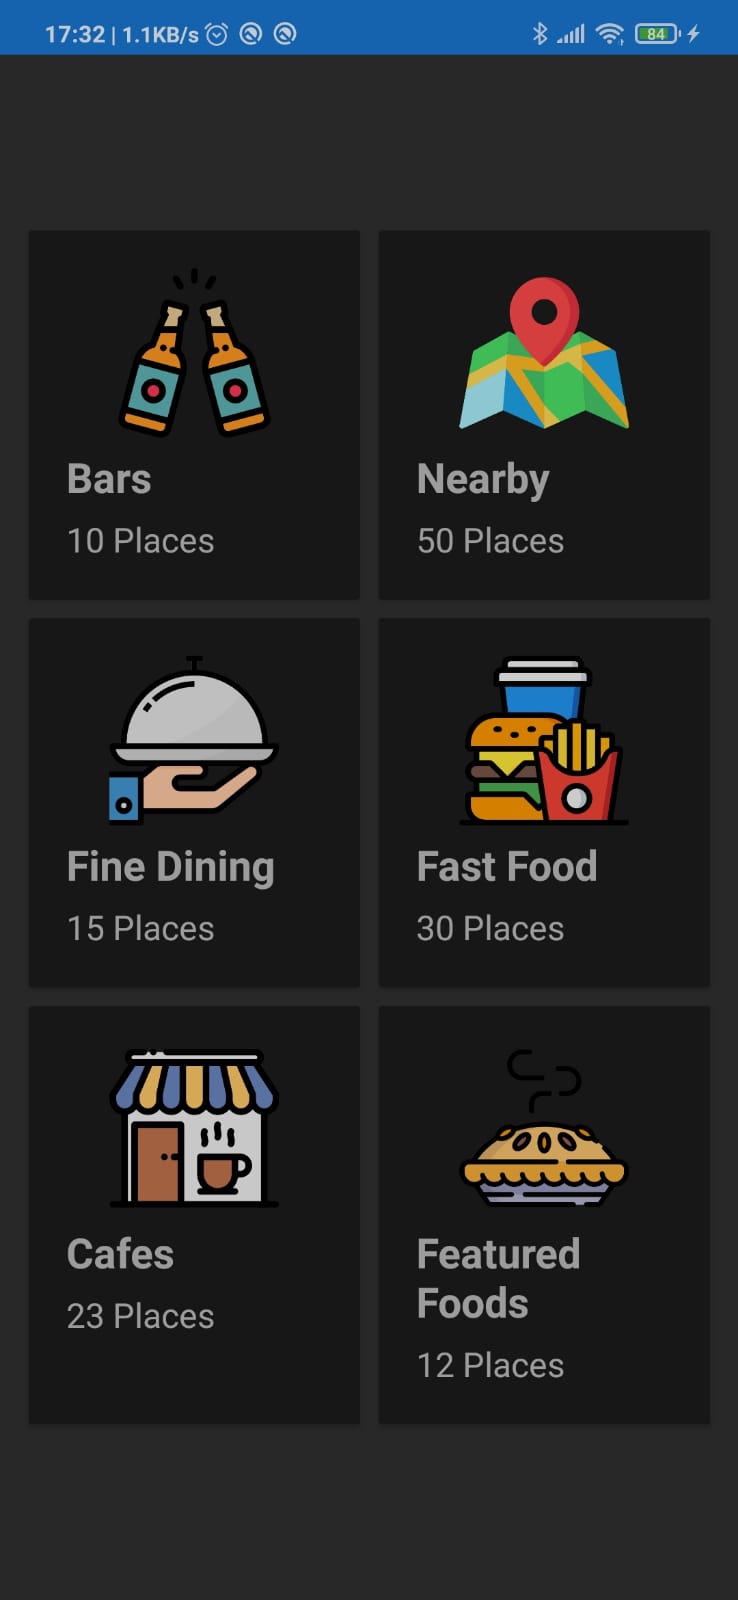 17:32 | 1.1KB/s
84
Bars
10 Places
Nearby
50 Places
Fine Dining
15 Places
Fast Food
30 Places
Cafes
23 Places
Featured
Foods
12 Places